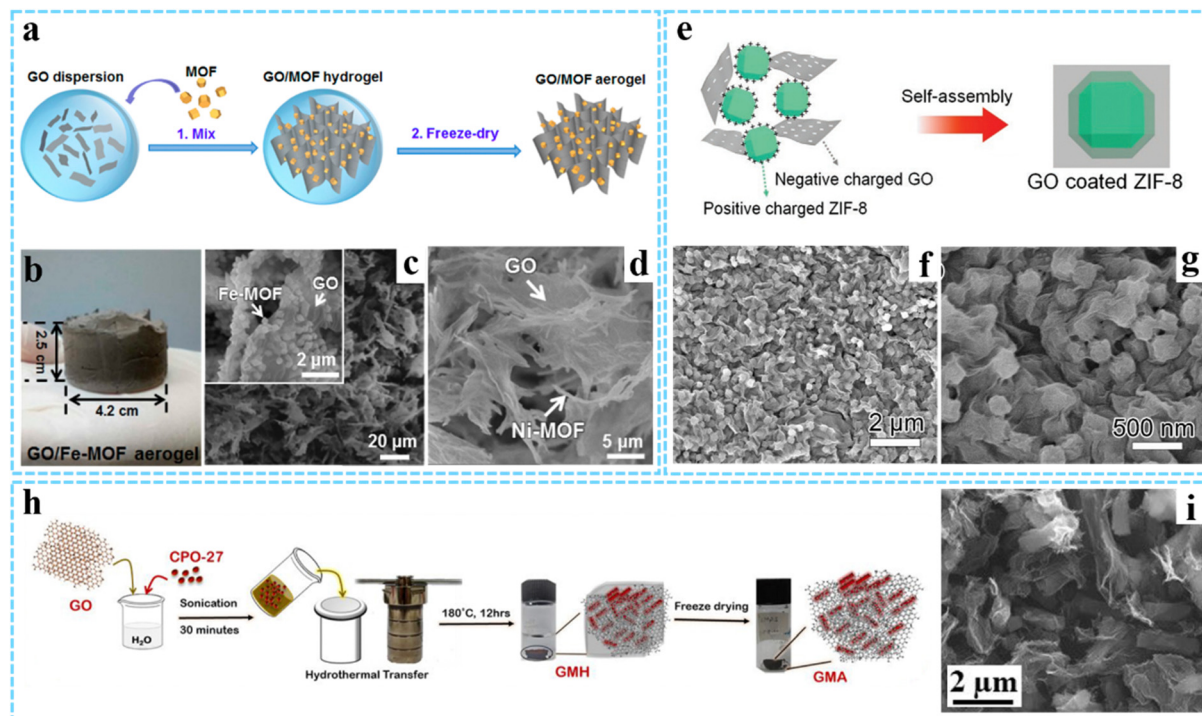 a
GO dispersion
MOF
1. Mix
GO/MOF hydrogel
2. Freeze-dry
GO/MOF aerogel
b
2.5 cm
4.2 cm
GO/Fe-MOF aerogel
c
Fe-MOF
GO
2 μm
20 μm
d
GO
Ni-MOF
5 μm
e
Self-assembly
Negative charged GO
Positive charged ZIF-8
GO coated ZIF-8
f
2 μm
g
500 nm
h
GO
CPO-27
H₂O
Sonication
30 minutes
Hydrothermal Transfer
180°C, 12hrs
GMH
Freeze drying
GMA
i
2 μm